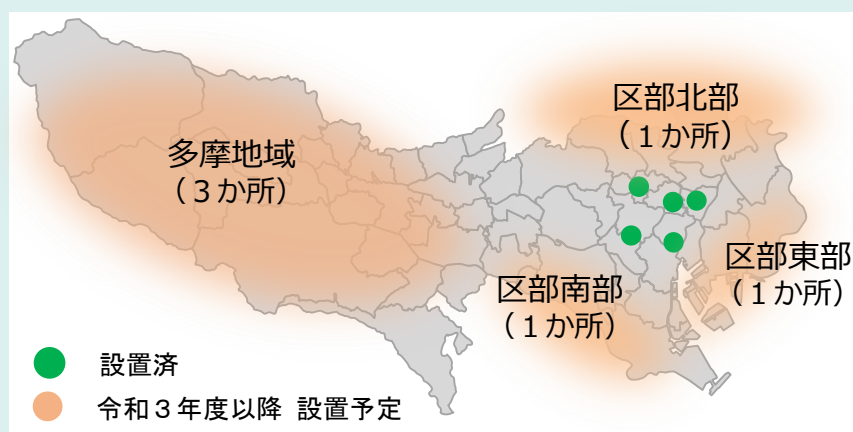 区部北部
（１か所）
多摩地域
（３か所）
区部東部
（１か所）
区部南部
（１か所）
設置済
令和３年度以降 設置予定